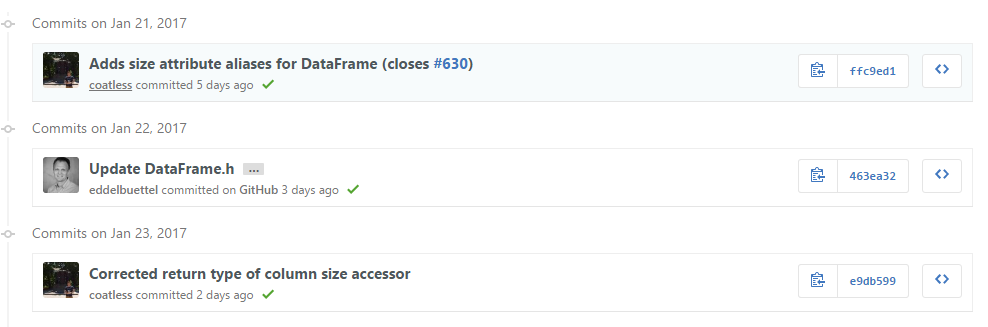 Commits on Jan 21, 2017
Adds size attribute aliases for DataFrame (closes #630)
coatless committed 5 days ago
ffc9ed1
Commits on Jan 22, 2017
Update DataFrame.h ...
eddelbuettel committed on GitHub 3 days ago
463ea32
Commits on Jan 23, 2017
Corrected return type of column size accessor
coatless committed 2 days ago
e9db599